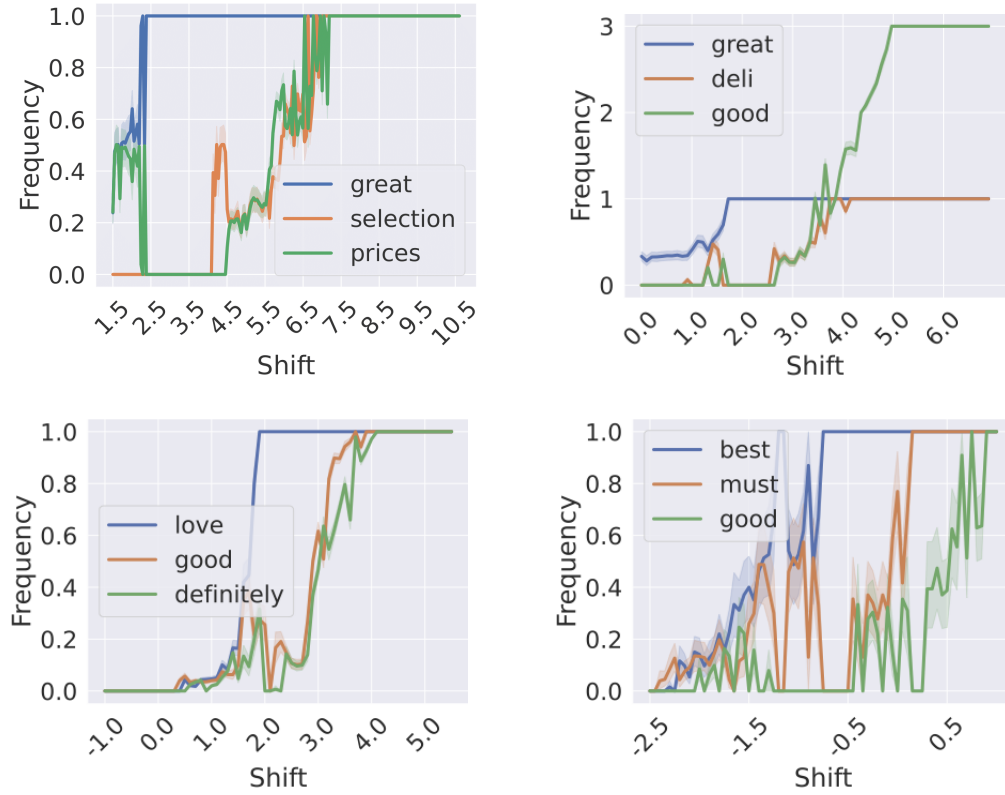 1.0
0.8
0.6
0.4
0.2
0.0
Frequency
great
selection
prices
1.5
2.5
3.5
4.5
5.5
6.5
7.5
8.5
9.5
10.5
Shift
3
2
1
0
Frequency
great
deli
good
0.0
1.0
2.0
3.0
4.0
5.0
6.0
Shift
1.0
0.8
0.6
0.4
0.2
0.0
Frequency
love
good
definitely
-1.0
0.0
1.0
2.0
3.0
4.0
5.0
Shift
1.0
0.8
0.6
0.4
0.2
0.0
Frequency
best
must
good
-2.5
-1.5
-0.5
0.5
Shift